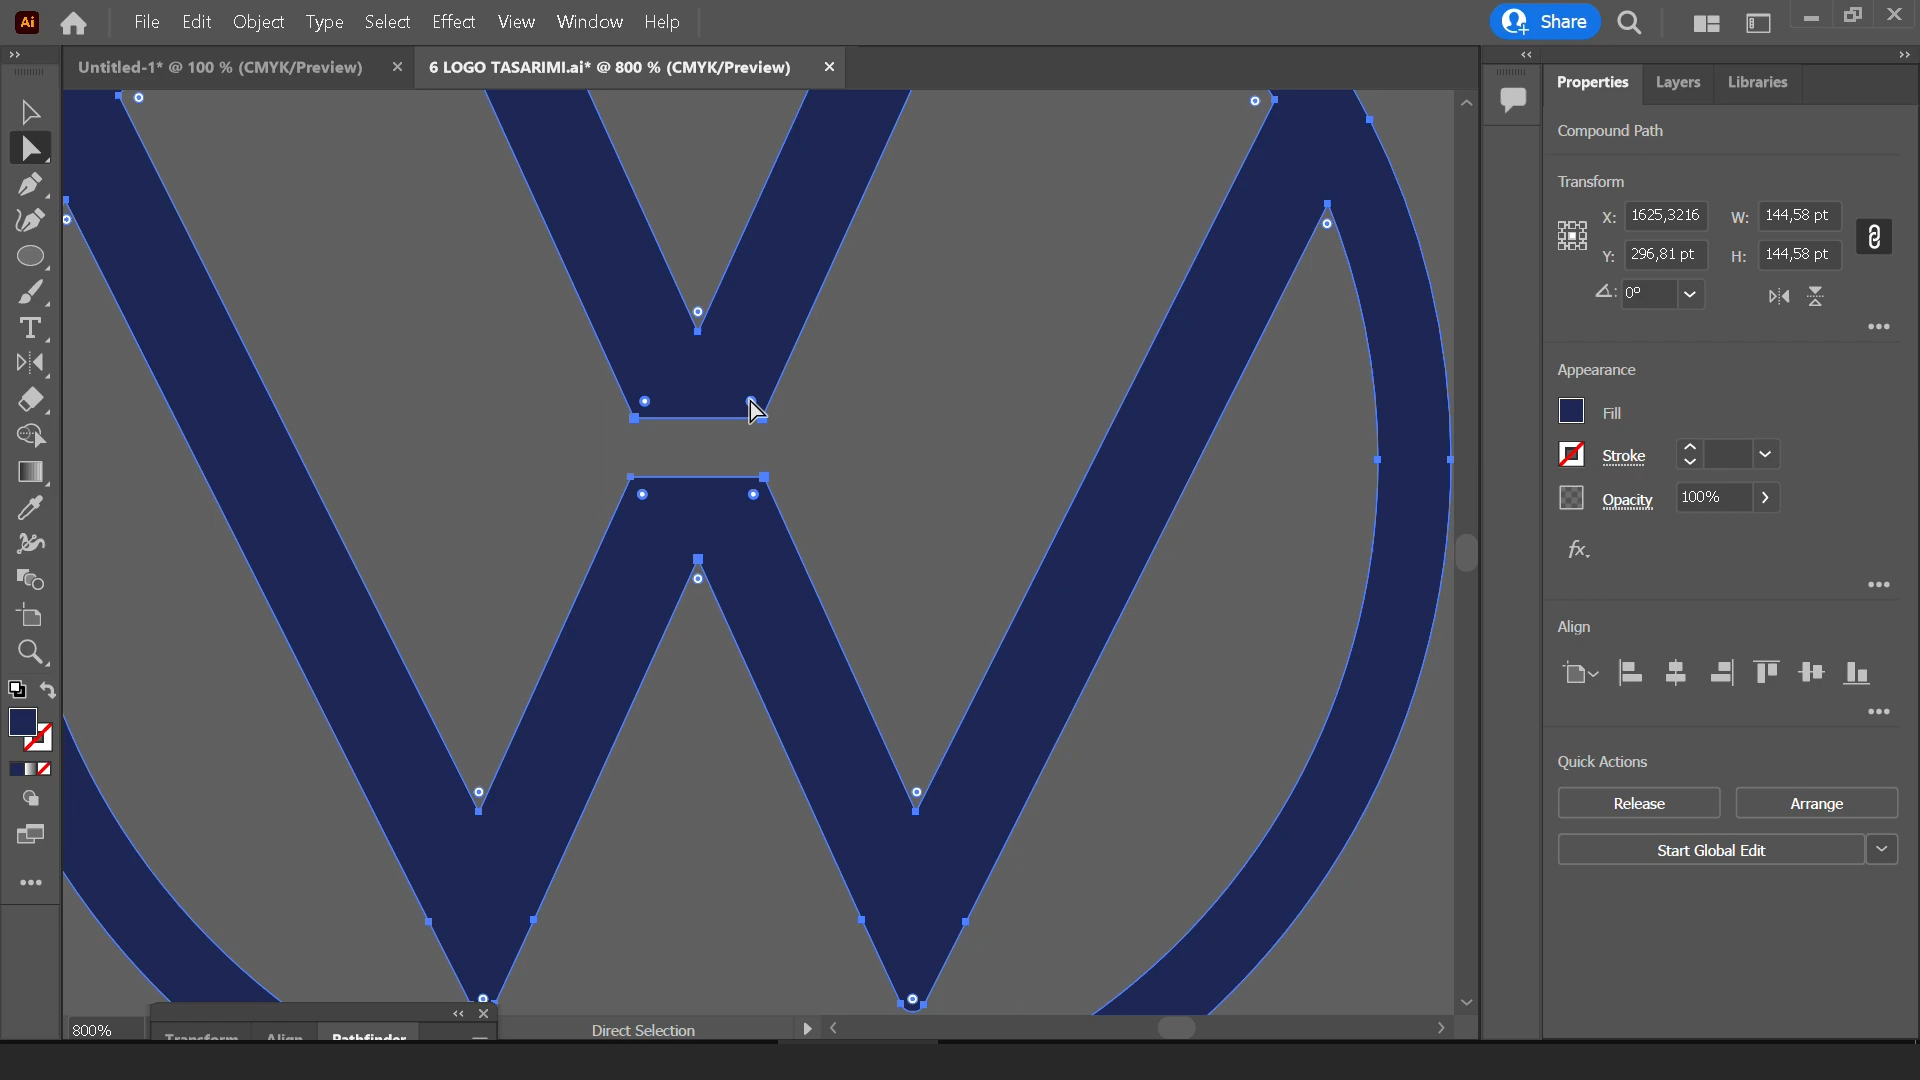 Ai File Edit Object Type Select Effect View Window Help Share
Untitled-1* @ 100 % (CMYK/Preview) 6 LOGO TASARIMI.ai* @ 800 % (CMYK/Preview)
Properties Layers Libraries
Compound Path
Transform
X: 1625,3216 W: 144,58 pt
Y: 296,81 pt H: 144,58 pt
0°
Appearance
Fill
Stroke
Opacity 100%
fx.
Align
Quick Actions
Release Arrange
Start Global Edit
800% Direct Selection
Transform Align Pathfinder